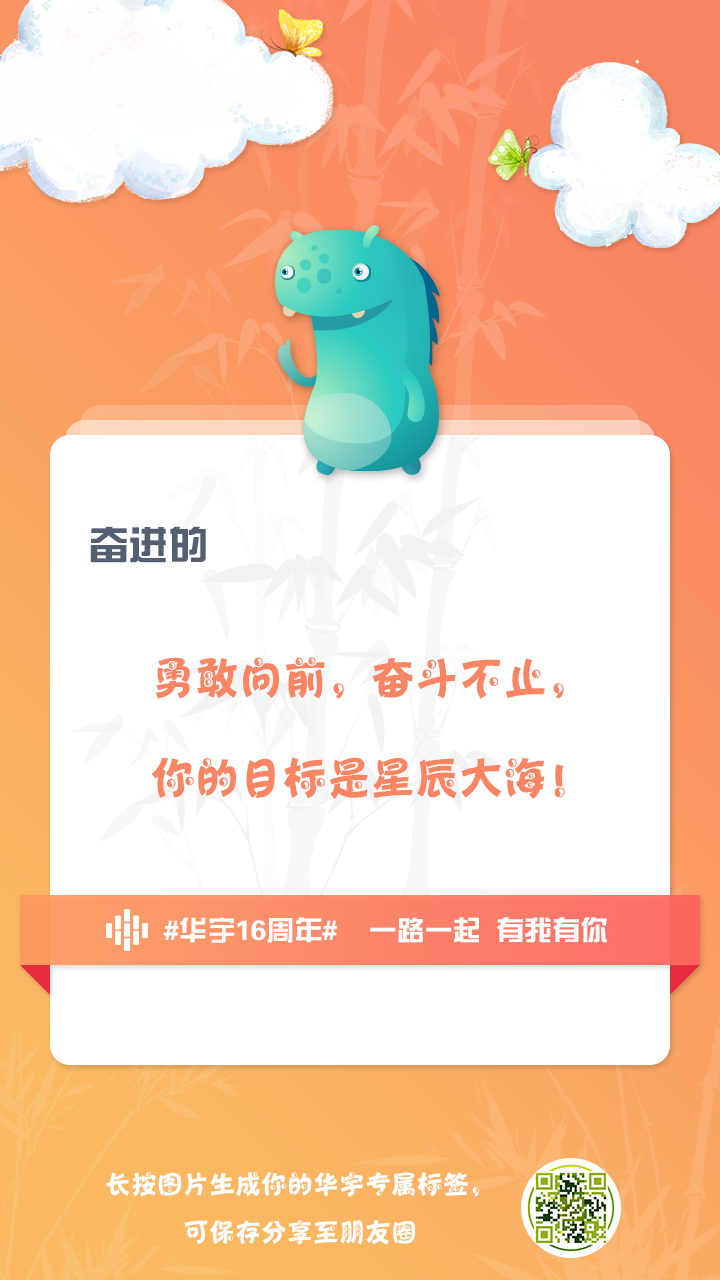 奋进的
勇敢向前，奋斗不止，
你的目标是星辰大海！
#华宇16周年# 一路一起 有我有你
长按图片生成你的华宇专属标签，
可保存分享至朋友圈